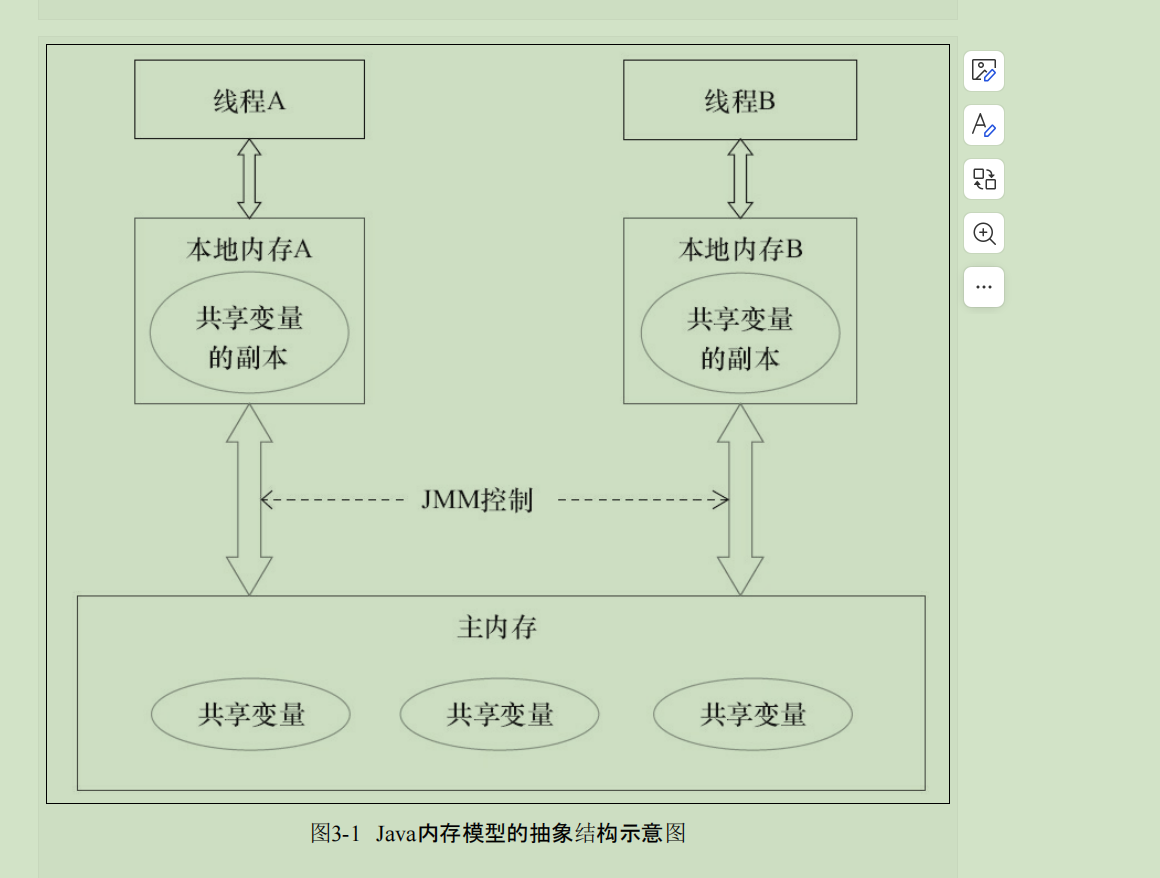 线程A
线程B
本地内存A
本地内存B
共享变量
的副本
共享变量
的副本
JMM控制
主内存
共享变量
共享变量
共享变量
图3-1 Java内存模型的抽象结构示意图